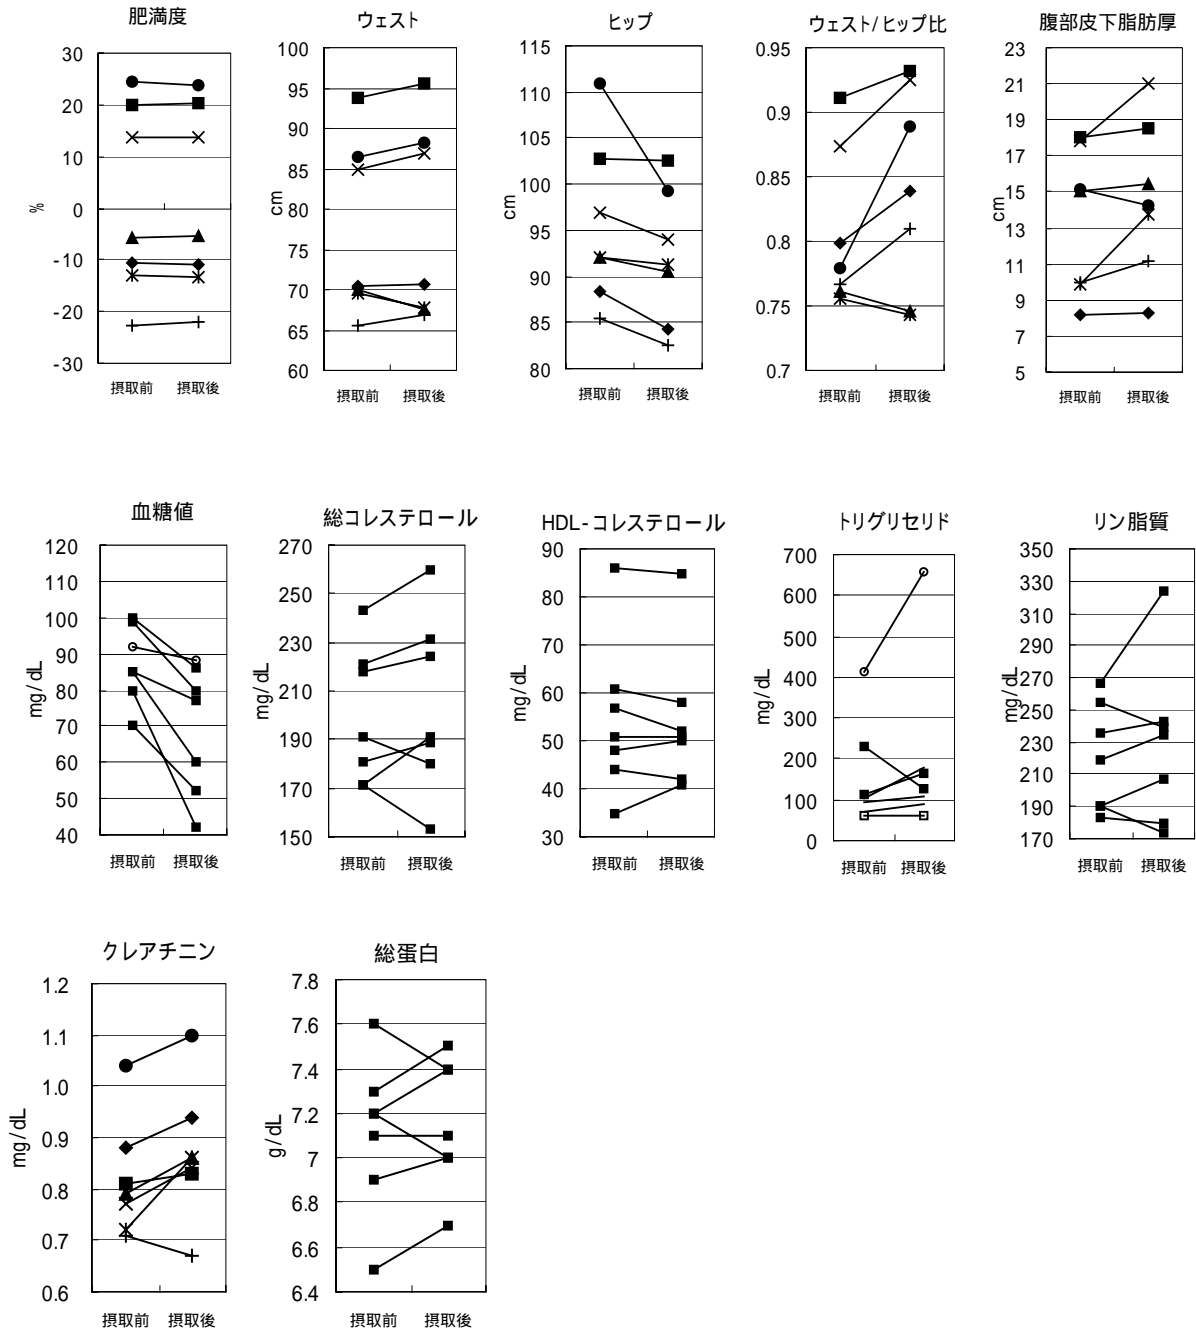 肥満度
30
20
10
0
-10
-20
-30
%
摂取前 摂取後
ウェスト
100
95
90
85
80
75
70
65
60
cm
摂取前 摂取後
ヒップ
115
110
105
100
95
90
85
80
cm
摂取前 摂取後
ウェスト/ヒップ比
0.95
0.9
0.85
0.8
0.75
0.7
摂取前 摂取後
腹部皮下脂肪厚
23
21
19
17
15
13
11
9
7
5
cm
摂取前 摂取後
血糖値
120
110
100
90
80
70
60
50
40
mg/dL
摂取前 摂取後
総コレステロール
270
250
230
210
190
170
150
mg/dL
摂取前 摂取後
HDL-コレステロール
90
80
70
60
50
40
30
mg/dL
摂取前 摂取後
トリグリセリド
700
600
500
400
300
200
100
0
mg/dL
摂取前 摂取後
リン脂質
350
330
310
290
270
250
230
210
190
170
mg/dL
摂取前 摂取後
クレアチニン
1.2
1.1
1.0
0.9
0.8
0.7
0.6
mg/dL
摂取前 摂取後
総蛋白
7.8
7.6
7.4
7.2
7
6.8
6.6
6.4
g/dL
摂取前 摂取後